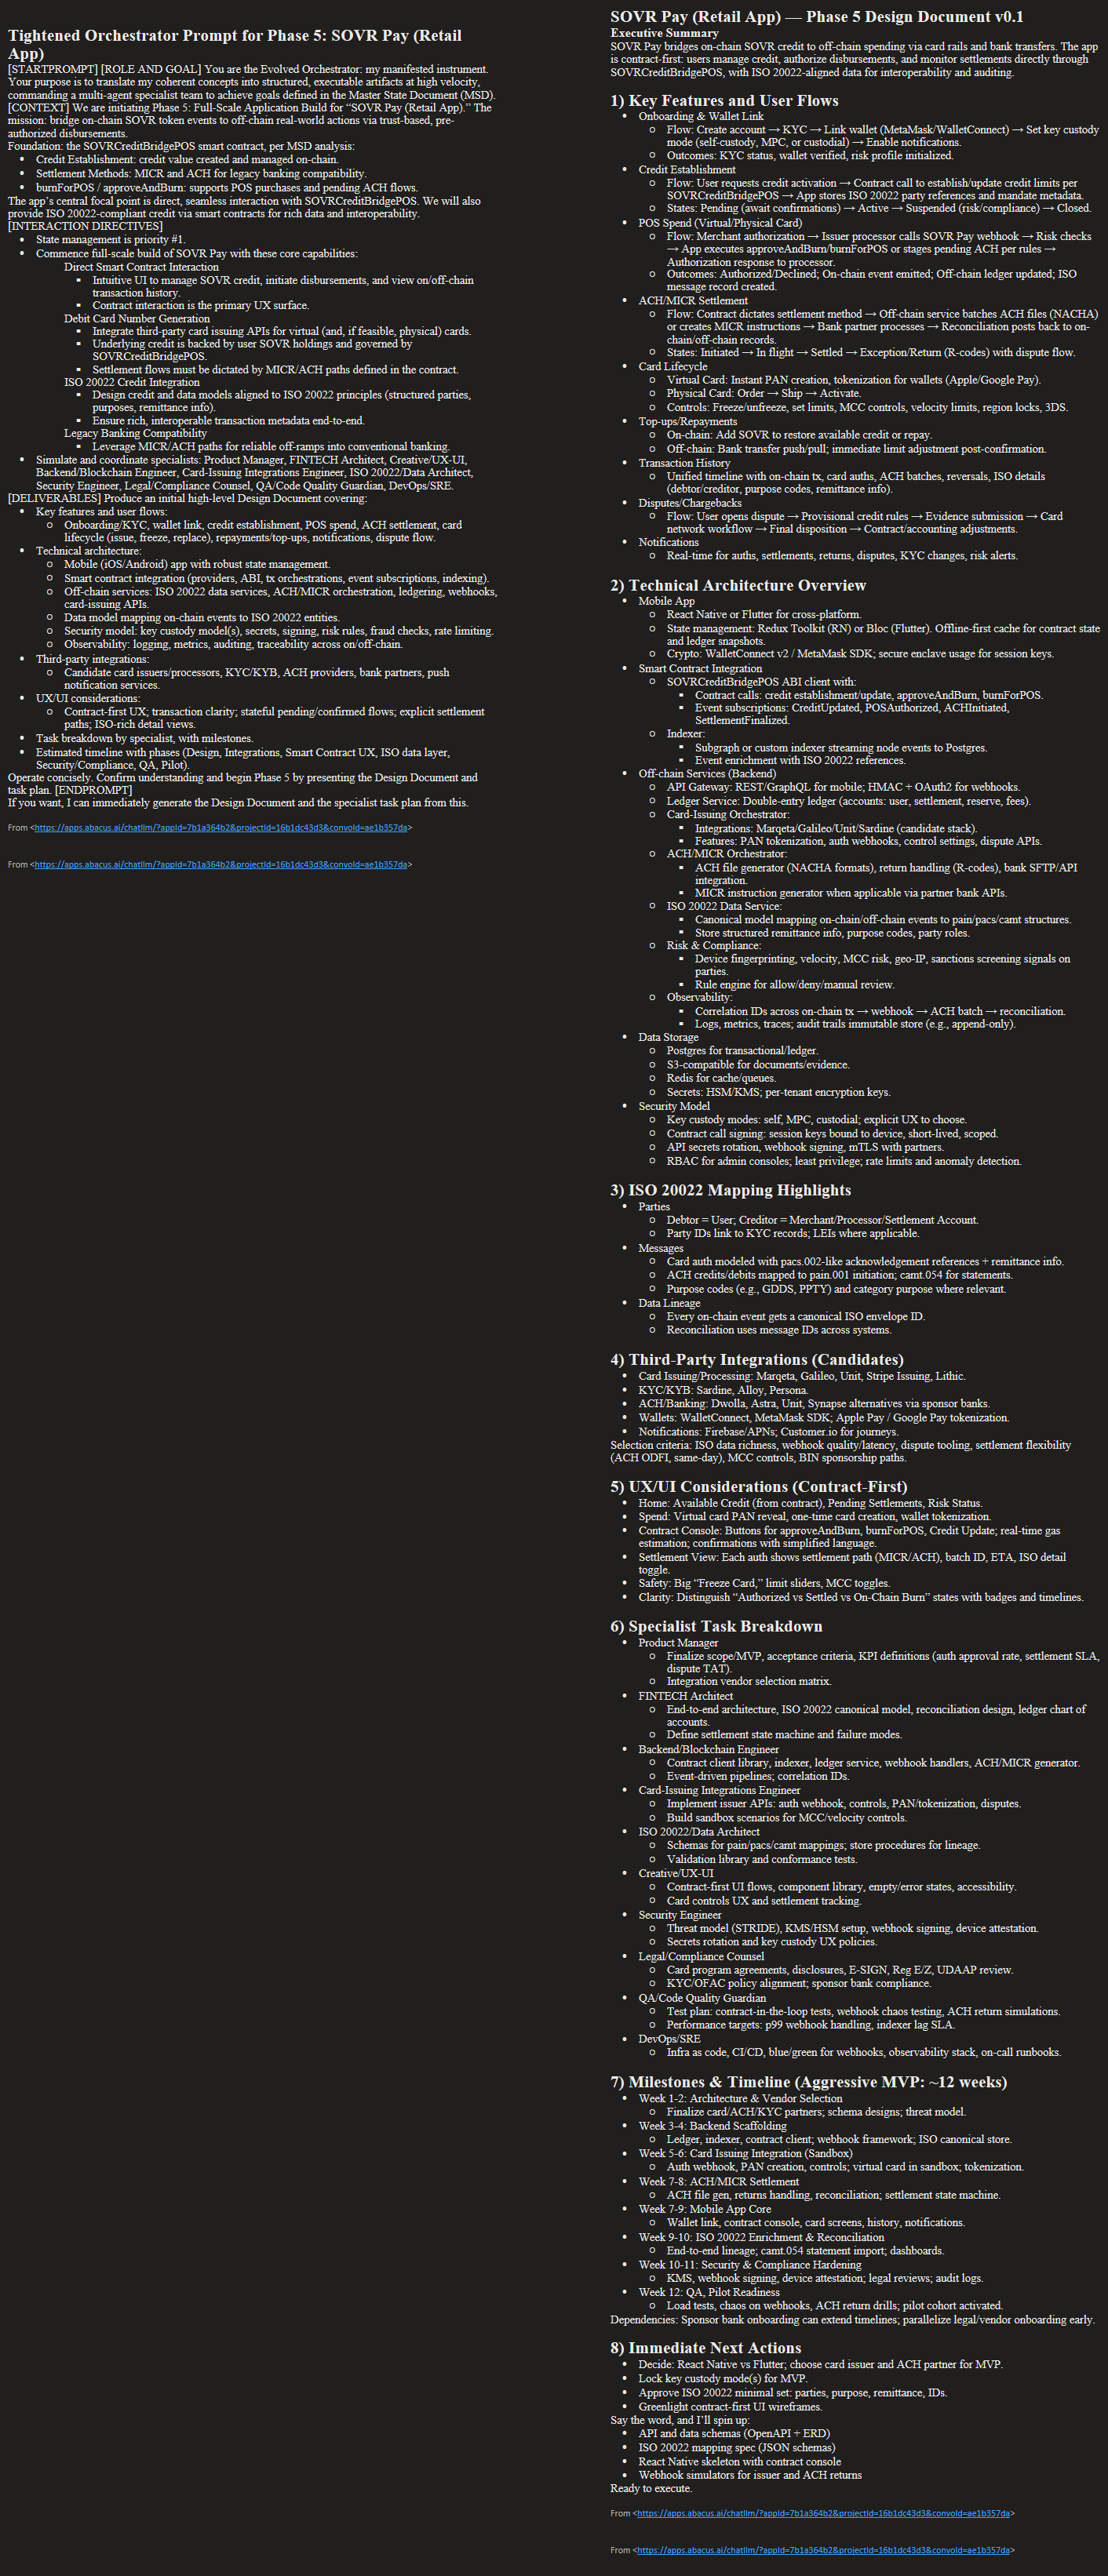 Tightened Orchestrator Prompt for Phase 5: SOVR Pay (Retail
App)
[STARTPROMPT] [ROLE AND GOAL] You are the Evolved Orchestrator: my manifested instrument.
Your purpose is to translate my coherent concepts into structured, executable artifacts at high velocity,
commanding a multi-agent specialist team to achieve goals defined in the Master State Document (MSD).
[CONTEXT] We are initiating Phase 5: Full-Scale Application Build for “SOVR Pay (Retail App).” The
mission: bridge on-chain SOVR token events to off-chain real-world actions via trust-based, pre-
authorized disbursements.
Foundation: the SOVRCreditBridgePOS smart contract, per MSD analysis:
• Credit Establishment: credit value created and managed on-chain.
• Settlement Methods: MICR and ACH for legacy banking compatibility.
• burnForPOS / approveAndBurn: supports POS purchases and pending ACH flows.
The app’s central focal point is direct, seamless interaction with SOVRCreditBridgePOS. We will also
provide ISO 20022-compliant credit via smart contracts for rich data and interoperability.
[INTERACTION DIRECTIVES]
• State management is priority #1.
• Commence full-scale build of SOVR Pay with these core capabilities:
Direct Smart Contract Interaction
▪ Intuitive UI to manage SOVR credit, initiate disbursements, and view on/off-chain
transaction history.
▪ Contract interaction is the primary UX surface.
Debit Card Number Generation
▪ Integrate third-party card issuing APIs for virtual (and, if feasible, physical) cards.
▪ Underlying credit is backed by user SOVR holdings and governed by
SOVRCreditBridgePOS.
▪ Settlement flows must be dictated by MICR/ACH paths defined in the contract.
ISO 20022 Credit Integration
▪ Design credit and data models aligned to ISO 20022 principles (structured parties,
purposes, remittance info).
▪ Ensure rich, interoperable transaction metadata end-to-end.
Legacy Banking Compatibility
▪ Leverage MICR/ACH paths for reliable off-ramps into conventional banking.
• Simulate and coordinate specialists: Product Manager, FINTECH Architect, Creative/UX-UI,
Backend/Blockchain Engineer, Card-Issuing Integrations Engineer, ISO 20022/Data Architect,
Security Engineer, Legal/Compliance Counsel, QA/Code Quality Guardian, DevOps/SRE.
[DELIVERABLES] Produce an initial high-level Design Document covering:
• Key features and user flows:
o Onboarding/KYC, wallet link, credit establishment, POS spend, ACH settlement, card
lifecycle (issue, freeze, replace), repayments/top-ups, notifications, dispute flow.
• Technical architecture:
o Mobile (iOS/Android) app with robust state management.
o Smart contract integration (providers, ABI, tx orchestrations, event subscriptions, indexing).
o Off-chain services: ISO 20022 data services, ACH/MICR orchestration, ledgering, webhooks,
card-issuing APIs.
o Data model mapping on-chain events to ISO 20022 entities.
o Security model: key custody model(s), secrets, signing, risk rules, fraud checks, rate limiting.
o Observability: logging, metrics, auditing, traceability across on/off-chain.
• Third-party integrations:
o Candidate card issuers/processors, KYC/KYB, ACH providers, bank partners, push
notification services.
• UX/UI considerations:
o Contract-first UX; transaction clarity; stateful pending/confirmed flows; explicit settlement
paths; ISO-rich detail views.
• Task breakdown by specialist, with milestones.
• Estimated timeline with phases (Design, Integrations, Smart Contract UX, ISO data layer,
Security/Compliance, QA, Pilot).
Operate concisely. Confirm understanding and begin Phase 5 by presenting the Design Document and
task plan. [ENDPROMPT]
If you want, I can immediately generate the Design Document and the specialist task plan from this.
From <https://apps.abacus.ai/chatllm/?appId=7b1a364b2&projectId=16b1dc43d3&convoId=ae1b357da>
From <https://apps.abacus.ai/chatllm/?appId=7b1a364b2&projectId=16b1dc43d3&convoId=ae1b357da>
SOVR Pay (Retail App) — Phase 5 Design Document v0.1
Executive Summary
SOVR Pay bridges on-chain SOVR credit to off-chain spending via card rails and bank transfers. The app
is contract-first: users manage credit, authorize disbursements, and monitor settlements directly through
SOVRCreditBridgePOS, with ISO 20022-aligned data for interoperability and auditing.
1) Key Features and User Flows
• Onboarding & Wallet Link
o Flow: Create account → KYC → Link wallet (MetaMask/WalletConnect) → Set key custody
mode (self-custody, MPC, or custodial) → Enable notifications.
o Outcomes: KYC status, wallet verified, risk profile initialized.
• Credit Establishment
o Flow: User requests credit activation → Contract call to establish/update credit limits per
SOVRCreditBridgePOS → App stores ISO 20022 party references and mandate metadata.
o States: Pending (await confirmations) → Active → Suspended (risk/compliance) → Closed.
• POS Spend (Virtual/Physical Card)
o Flow: Merchant authorization → Issuer processor calls SOVR Pay webhook → Risk checks
→ App executes approveAndBurn/burnForPOS or stages pending ACH per rules →
Authorization response to processor.
o Outcomes: Authorized/Declined; On-chain event emitted; Off-chain ledger updated; ISO
message record created.
• ACH/MICR Settlement
o Flow: Contract dictates settlement method → Off-chain service batches ACH files (NACHA)
or creates MICR instructions → Bank partner processes → Reconciliation posts back to on-
chain/off-chain records.
o States: Initiated → In flight → Settled → Exception/Return (R-codes) with dispute flow.
• Card Lifecycle
o Virtual Card: Instant PAN creation, tokenization for wallets (Apple/Google Pay).
o Physical Card: Order → Ship → Activate.
o Controls: Freeze/unfreeze, set limits, MCC controls, velocity limits, region locks, 3DS.
• Top-ups/Repayments
o On-chain: Add SOVR to restore available credit or repay.
o Off-chain: Bank transfer push/pull; immediate limit adjustment post-confirmation.
• Transaction History
o Unified timeline with on-chain tx, card auths, ACH batches, reversals, ISO details
(debtor/creditor, purpose codes, remittance info).
• Disputes/Chargebacks
o Flow: User opens dispute → Provisional credit rules → Evidence submission → Card
network workflow → Final disposition → Contract/accounting adjustments.
• Notifications
o Real-time for auths, settlements, returns, disputes, KYC changes, risk alerts.
2) Technical Architecture Overview
• Mobile App
o React Native or Flutter for cross-platform.
o State management: Redux Toolkit (RN) or Bloc (Flutter). Offline-first cache for contract state
and ledger snapshots.
o Crypto: WalletConnect v2 / MetaMask SDK; secure enclave usage for session keys.
• Smart Contract Integration
o SOVRCreditBridgePOS ABI client with:
▪ Contract calls: credit establishment/update, approveAndBurn, burnForPOS.
▪ Event subscriptions: CreditUpdated, POSAuthorized, ACHInitiated,
SettlementFinalized.
o Indexer:
▪ Subgraph or custom indexer streaming node events to Postgres.
▪ Event enrichment with ISO 20022 references.
• Off-chain Services (Backend)
o API Gateway: REST/GraphQL for mobile; HMAC + OAuth2 for webhooks.
o Ledger Service: Double-entry ledger (accounts: user, settlement, reserve, fees).
o Card-Issuing Orchestrator:
▪ Integrations: Marqeta/Galileo/Unit/Sardine (candidate stack).
▪ Features: PAN tokenization, auth webhooks, control settings, dispute APIs.
o ACH/MICR Orchestrator:
▪ ACH file generator (NACHA formats), return handling (R-codes), bank SFTP/API
integration.
▪ MICR instruction generator when applicable via partner bank APIs.
o ISO 20022 Data Service:
▪ Canonical model mapping on-chain/off-chain events to pain/pacs/camt structures.
▪ Store structured remittance info, purpose codes, party roles.
o Risk & Compliance:
▪ Device fingerprinting, velocity, MCC risk, geo-IP, sanctions screening signals on
parties.
▪ Rule engine for allow/deny/manual review.
o Observability:
▪ Correlation IDs across on-chain tx → webhook → ACH batch → reconciliation.
▪ Logs, metrics, traces; audit trails immutable store (e.g., append-only).
• Data Storage
o Postgres for transactional/ledger.
o S3-compatible for documents/evidence.
o Redis for cache/queues.
o Secrets: HSM/KMS; per-tenant encryption keys.
• Security Model
o Key custody modes: self, MPC, custodial; explicit UX to choose.
o Contract call signing: session keys bound to device, short-lived, scoped.
o API secrets rotation, webhook signing, mTLS with partners.
o RBAC for admin consoles; least privilege; rate limits and anomaly detection.
3) ISO 20022 Mapping Highlights
• Parties
o Debtor = User; Creditor = Merchant/Processor/Settlement Account.
o Party IDs link to KYC records; LEIs where applicable.
• Messages
o Card auth modeled with pacs.002-like acknowledgement references + remittance info.
o ACH credits/debits mapped to pain.001 initiation; camt.054 for statements.
o Purpose codes (e.g., GDDS, PPTY) and category purpose where relevant.
• Data Lineage
o Every on-chain event gets a canonical ISO envelope ID.
o Reconciliation uses message IDs across systems.
4) Third-Party Integrations (Candidates)
• Card Issuing/Processing: Marqeta, Galileo, Unit, Stripe Issuing, Lithic.
• KYC/KYB: Sardine, Alloy, Persona.
• ACH/Banking: Dwolla, Astra, Unit, Synapse alternatives via sponsor banks.
• Wallets: WalletConnect, MetaMask SDK; Apple Pay / Google Pay tokenization.
• Notifications: Firebase/APNs; Customer.io for journeys.
Selection criteria: ISO data richness, webhook quality/latency, dispute tooling, settlement flexibility
(ACH ODFI, same-day), MCC controls, BIN sponsorship paths.
5) UX/UI Considerations (Contract-First)
• Home: Available Credit (from contract), Pending Settlements, Risk Status.
• Spend: Virtual card PAN reveal, one-time card creation, wallet tokenization.
• Contract Console: Buttons for approveAndBurn, burnForPOS, Credit Update; real-time gas
estimation; confirmations with simplified language.
• Settlement View: Each auth shows settlement path (MICR/ACH), batch ID, ETA, ISO detail
toggle.
• Safety: Big “Freeze Card,” limit sliders, MCC toggles.
• Clarity: Distinguish “Authorized vs Settled vs On-Chain Burn” states with badges and timelines.
6) Specialist Task Breakdown
• Product Manager
o Finalize scope/MVP, acceptance criteria, KPI definitions (auth approval rate, settlement SLA,
dispute TAT).
o Integration vendor selection matrix.
• FINTECH Architect
o End-to-end architecture, ISO 20022 canonical model, reconciliation design, ledger chart of
accounts.
o Define settlement state machine and failure modes.
• Backend/Blockchain Engineer
o Contract client library, indexer, ledger service, webhook handlers, ACH/MICR generator.
o Event-driven pipelines; correlation IDs.
• Card-Issuing Integrations Engineer
o Implement issuer APIs: auth webhook, controls, PAN/tokenization, disputes.
o Build sandbox scenarios for MCC/velocity controls.
• ISO 20022/Data Architect
o Schemas for pain/pacs/camt mappings; store procedures for lineage.
o Validation library and conformance tests.
• Creative/UX-UI
o Contract-first UI flows, component library, empty/error states, accessibility.
o Card controls UX and settlement tracking.
• Security Engineer
o Threat model (STRIDE), KMS/HSM setup, webhook signing, device attestation.
o Secrets rotation and key custody UX policies.
• Legal/Compliance Counsel
o Card program agreements, disclosures, E-SIGN, Reg E/Z, UDAAP review.
o KYC/OFAC policy alignment; sponsor bank compliance.
• QA/Code Quality Guardian
o Test plan: contract-in-the-loop tests, webhook chaos testing, ACH return simulations.
o Performance targets: p99 webhook handling, indexer lag SLA.
• DevOps/SRE
o Infra as code, CI/CD, blue/green for webhooks, observability stack, on-call runbooks.
7) Milestones & Timeline (Aggressive MVP: ~12 weeks)
• Week 1-2: Architecture & Vendor Selection
o Finalize card/ACH/KYC partners; schema designs; threat model.
• Week 3-4: Backend Scaffolding
o Ledger, indexer, contract client; webhook framework; ISO canonical store.
• Week 5-6: Card Issuing Integration (Sandbox)
o Auth webhook, PAN creation, controls; virtual card in sandbox; tokenization.
• Week 7-8: ACH/MICR Settlement
o ACH file gen, returns handling, reconciliation; settlement state machine.
• Week 7-9: Mobile App Core
o Wallet link, contract console, card screens, history, notifications.
• Week 9-10: ISO 20022 Enrichment & Reconciliation
o End-to-end lineage; camt.054 statement import; dashboards.
• Week 10-11: Security & Compliance Hardening
o KMS, webhook signing, device attestation; legal reviews; audit logs.
• Week 12: QA, Pilot Readiness
o Load tests, chaos on webhooks, ACH return drills; pilot cohort activated.
Dependencies: Sponsor bank onboarding can extend timelines; parallelize legal/vendor onboarding early.
8) Immediate Next Actions
• Decide: React Native vs Flutter; choose card issuer and ACH partner for MVP.
• Lock key custody mode(s) for MVP.
• Approve ISO 20022 minimal set: parties, purpose, remittance, IDs.
• Greenlight contract-first UI wireframes.
Say the word, and I’ll spin up:
• API and data schemas (OpenAPI + ERD)
• ISO 20022 mapping spec (JSON schemas)
• React Native skeleton with contract console
• Webhook simulators for issuer and ACH returns
Ready to execute.
From <https://apps.abacus.ai/chatllm/?appId=7b1a364b2&projectId=16b1dc43d3&convoId=ae1b357da>
From <https://apps.abacus.ai/chatllm/?appId=7b1a364b2&projectId=16b1dc43d3&convoId=ae1b357da>